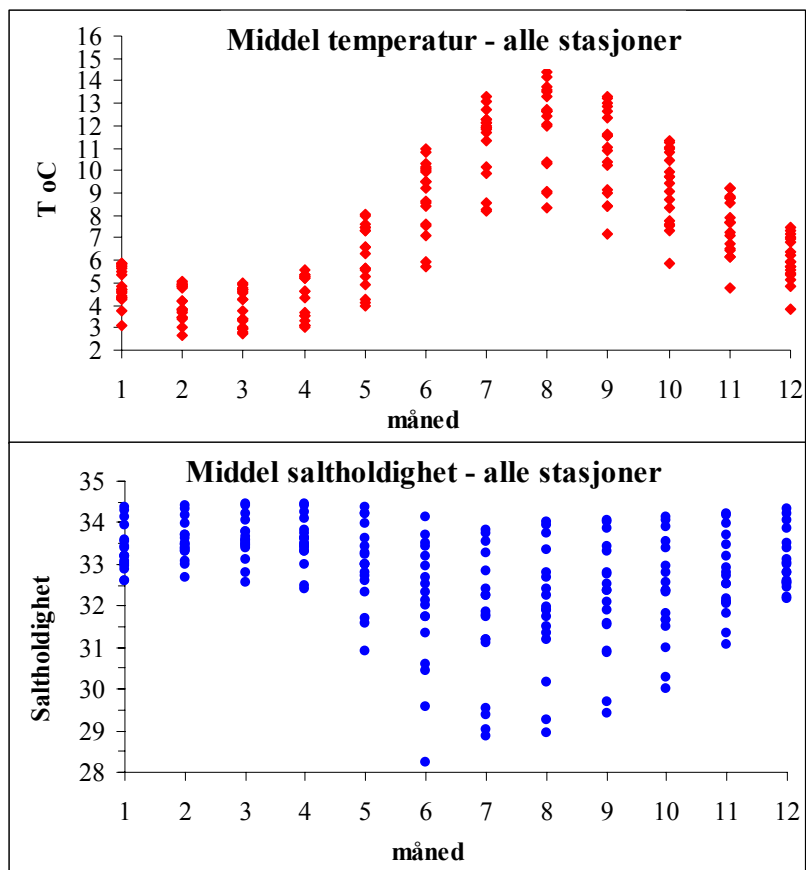 Middel temperatur - alle stasjoner
T oC
16
15
14
13
12
11
10
9
8
7
6
5
4
3
2
1 2 3 4 5 6 7 8 9 10 11 12
måned
Middel saltholdighet - alle stasjoner
Saltholdighet
35
34
33
32
31
30
29
28
1 2 3 4 5 6 7 8 9 10 11 12
måned